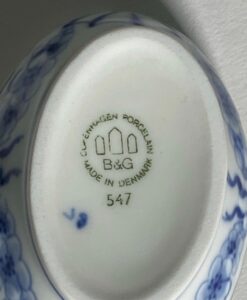 COPENHAGEN PORCELAIN
B&G
MADE IN DENMARK
547